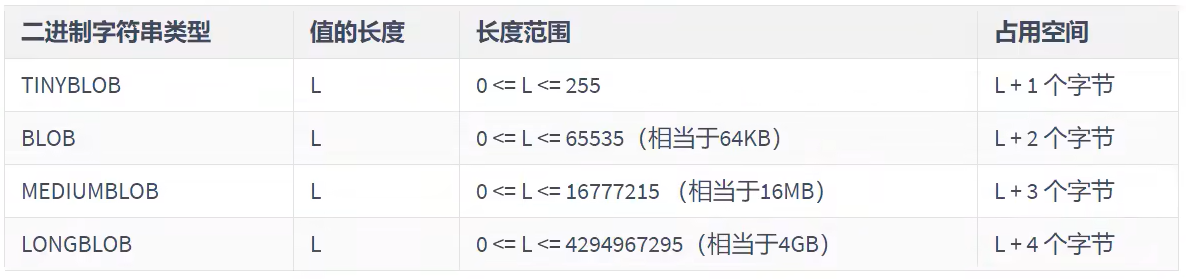 二进制字符串类型 值的长度 长度范围 占用空间
TINYBLOB L 0 <= L <= 255 L + 1 个字节
BLOB L 0 <= L <= 65535（相当于64KB） L + 2 个字节
MEDIUMBLOB L 0 <= L <= 16777215 （相当于16MB） L + 3 个字节
LONGBLOB L 0 <= L <= 4294967295（相当于4GB） L + 4 个字节